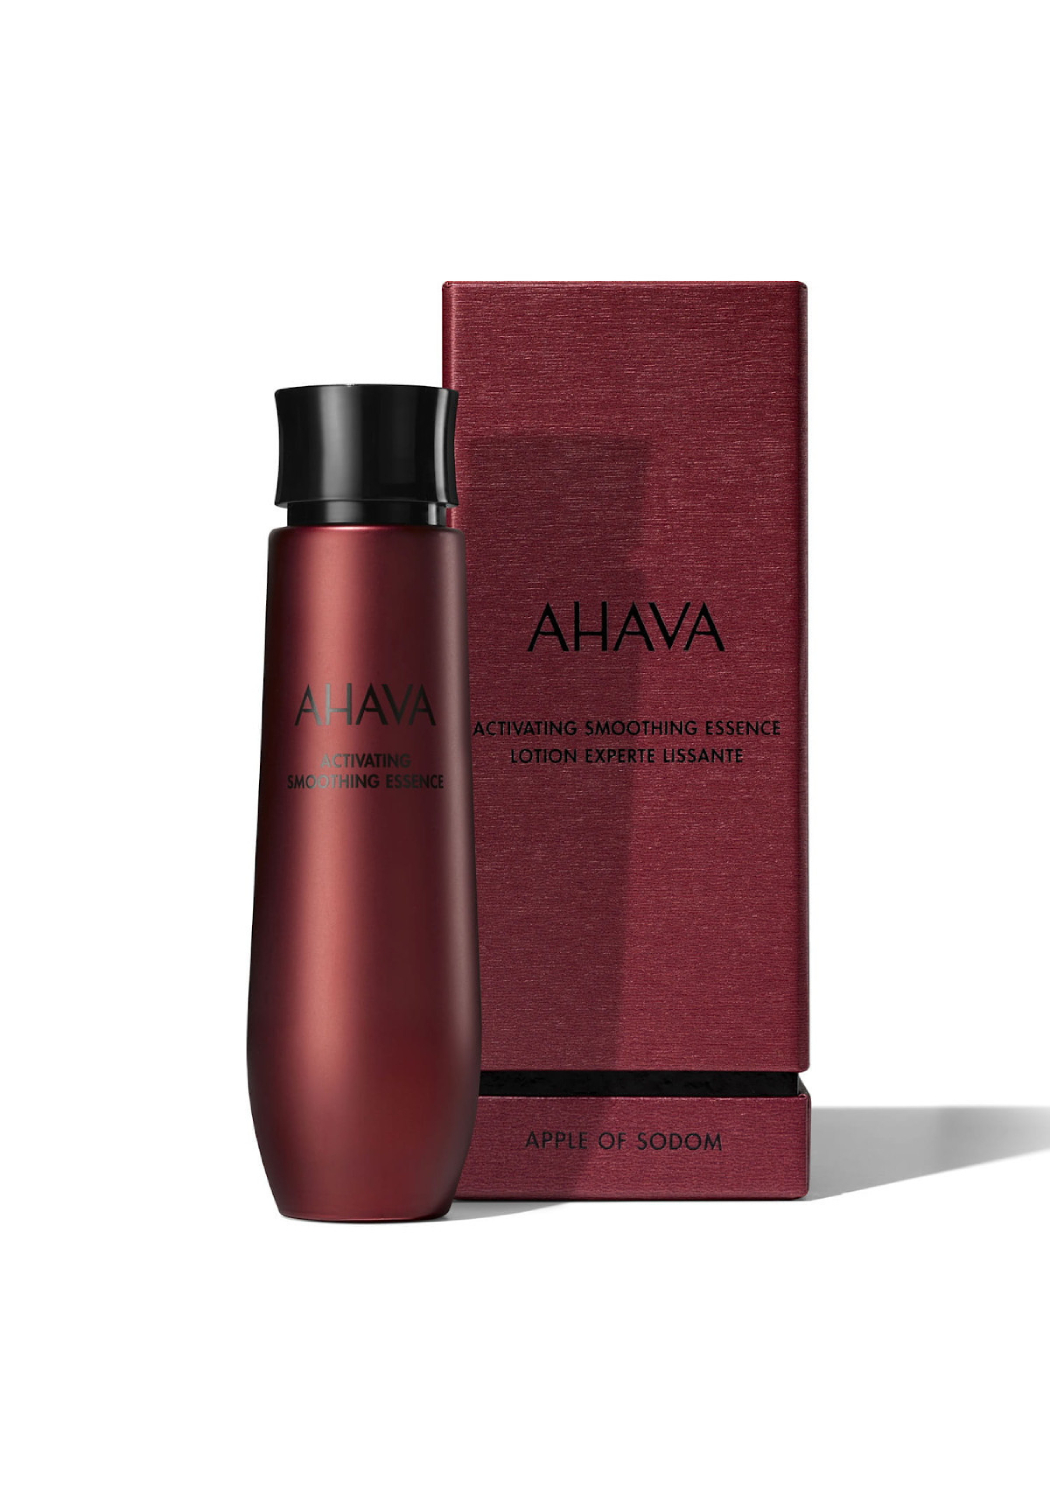 AHAVA
ACTIVATING
SMOOTHING ESSENCE
AHAVA
ACTIVATING SMOOTHING ESSENCE
LOTION EXPERTE LISSANTE
APPLE OF SODOM